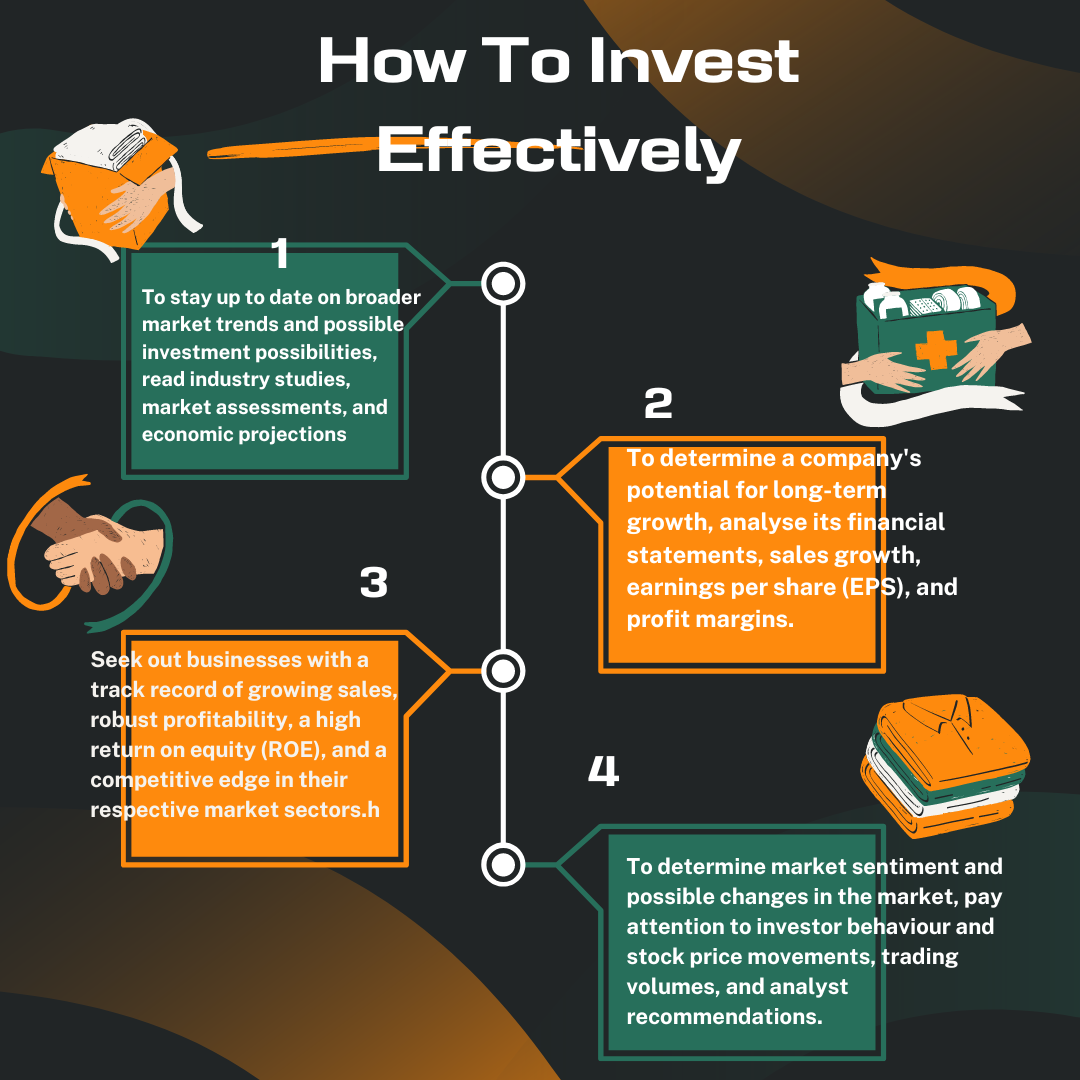 How To Invest
Effectively
1
To stay up to date on broader
market trends and possible
investment possibilities,
read industry studies,
market assessments, and
economic projections
2
To determine a company's
potential for long-term
growth, analyse its financial
statements, sales growth,
earnings per share (EPS), and
profit margins.
3
Seek out businesses with a
track record of growing sales,
robust profitability, a high
return on equity (ROE), and a
competitive edge in their
respective market sectors.h
4
To determine market sentiment and
possible changes in the market, pay
attention to investor behaviour and
stock price movements, trading
volumes, and analyst
recommendations.